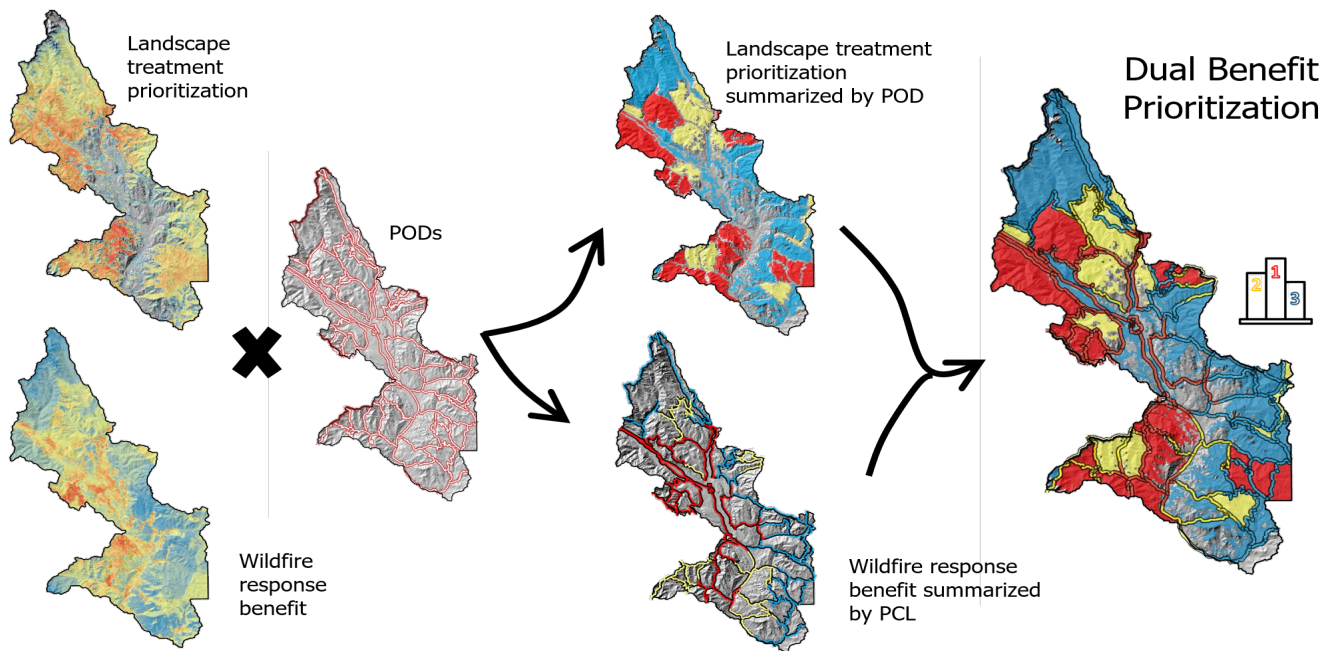 Landscape
treatment
prioritization
Wildfire
response
benefit
PODs
Landscape treatment
prioritization
summarized by POD
Wildfire response
benefit summarized
by PCL
Dual Benefit
Prioritization
2 1 3